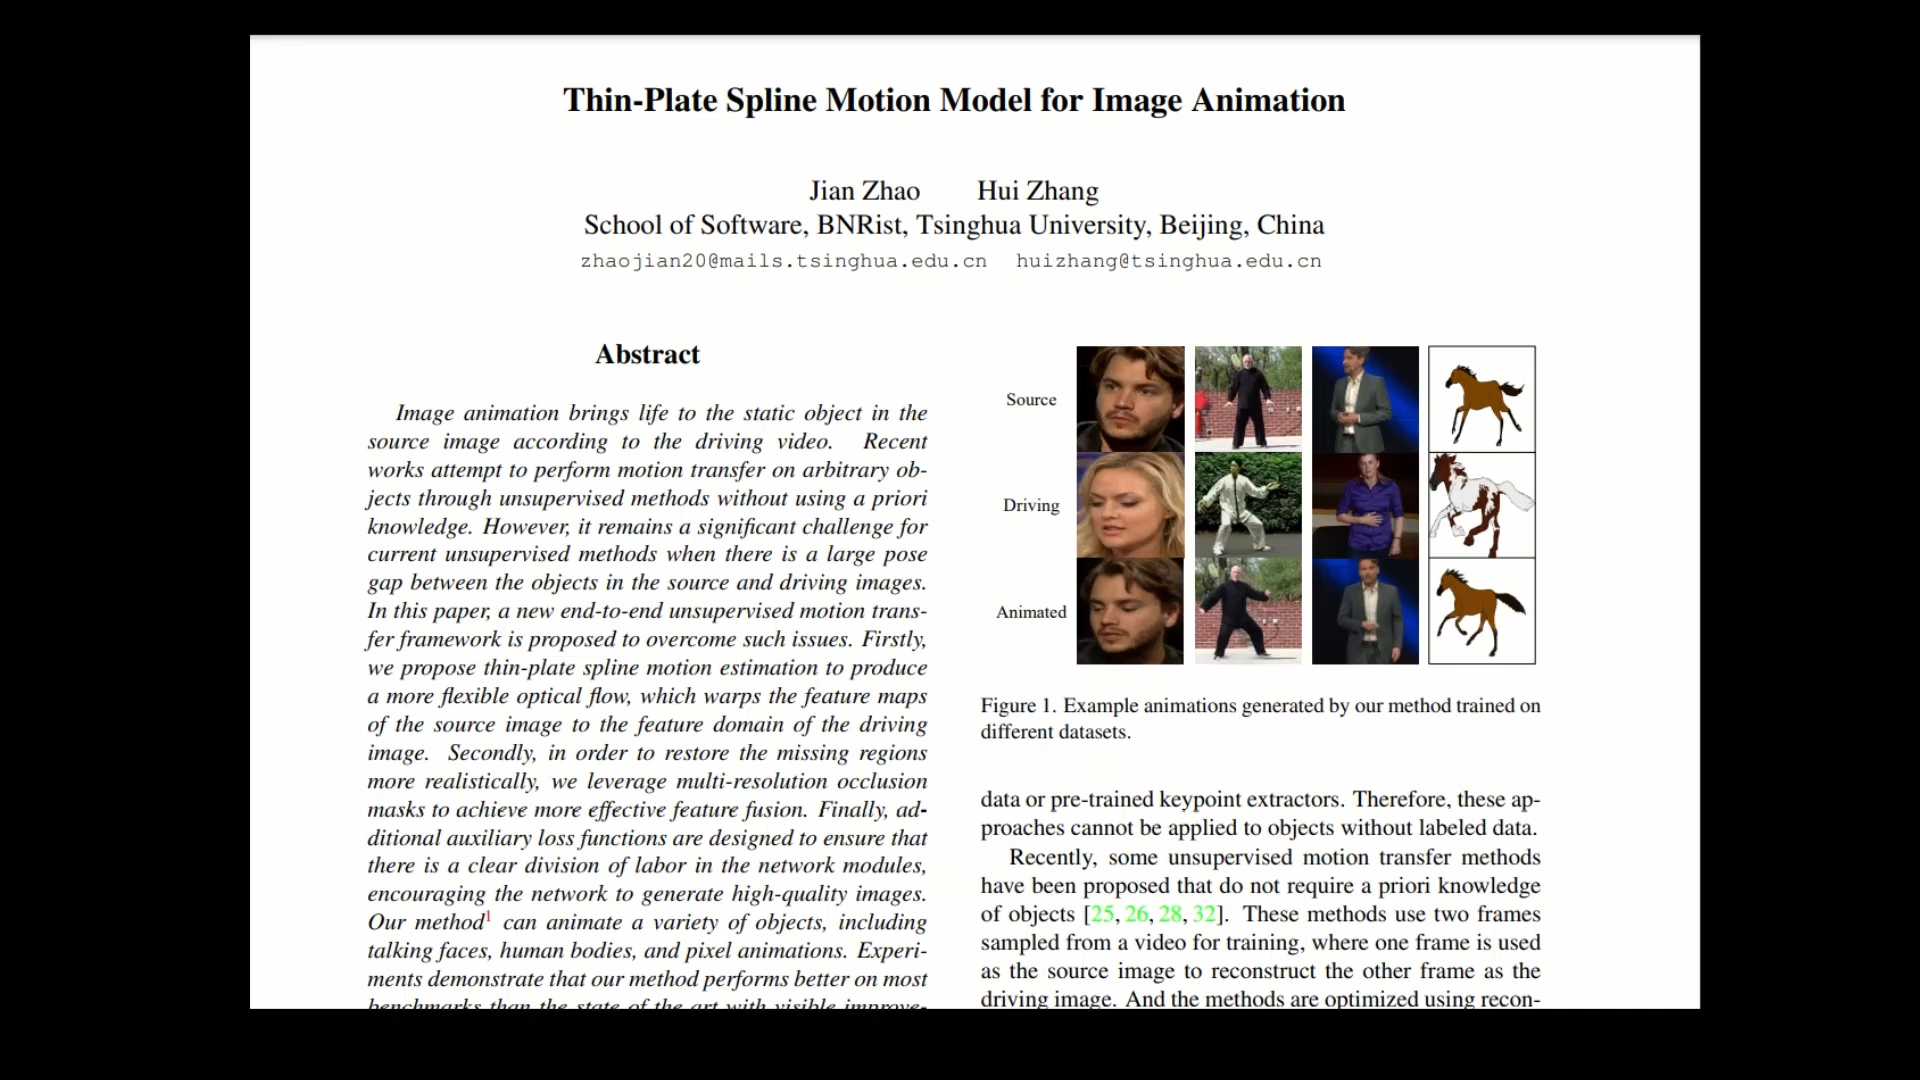 Thin-Plate Spline Motion Model for Image Animation
Jian Zhao Hui Zhang
School of Software, BNRist, Tsinghua University, Beijing, China
zhaojian20@mails.tsinghua.edu.cn huizhang@tsinghua.edu.cn
Abstract
Image animation brings life to the static object in the
source image according to the driving video. Recent
works attempt to perform motion transfer on arbitrary ob-
jects through unsupervised methods without using a priori
knowledge. However, it remains a significant challenge for
current unsupervised methods when there is a large pose
gap between the objects in the source and driving images.
In this paper, a new end-to-end unsupervised motion trans-
fer framework is proposed to overcome such issues. Firstly,
we propose thin-plate spline motion estimation to produce
a more flexible optical flow, which warps the feature maps
of the source image to the feature domain of the driving
image. Secondly, in order to restore the missing regions
more realistically, we leverage multi-resolution occlusion
masks to achieve more effective feature fusion. Finally, ad-
ditional auxiliary loss functions are designed to ensure that
there is a clear division of labor in the network modules,
encouraging the network to generate high-quality images.
Our method1 can animate a variety of objects, including
talking faces, human bodies, and pixel animations. Experi-
ments demonstrate that our method performs better on most
benchmarks than the state of the art with visible improve-
Source
Driving
Animated
Figure 1. Example animations generated by our method trained on
different datasets.
data or pre-trained keypoint extractors. Therefore, these ap-
proaches cannot be applied to objects without labeled data.
Recently, some unsupervised motion transfer methods
have been proposed that do not require a priori knowledge
of objects [25, 26, 28, 32]. These methods use two frames
sampled from a video for training, where one frame is used
as the source image to reconstruct the other frame as the
driving image. And the methods are optimized using recon-